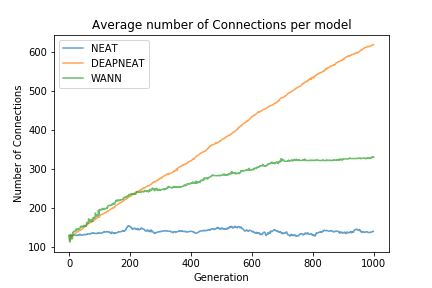 Average number of Connections per model
NEAT
DEAPNEAT
WANN
Number of Connections
600
500
400
300
200
100
0
200
400
600
800
1000
Generation